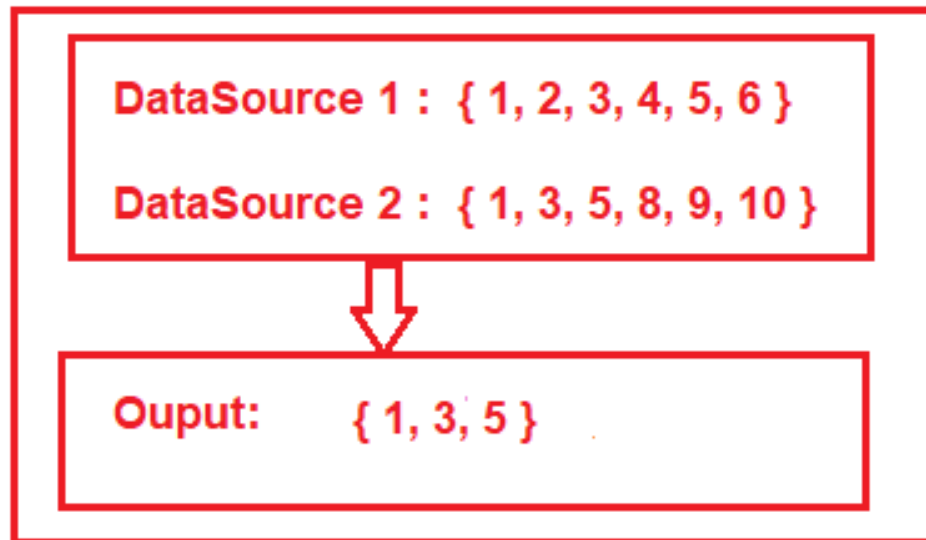 DataSource 1 :  { 1, 2, 3, 4, 5, 6 }
DataSource 2 :  { 1, 3, 5, 8, 9, 10 }
Ouput:  { 1, 3, 5 }